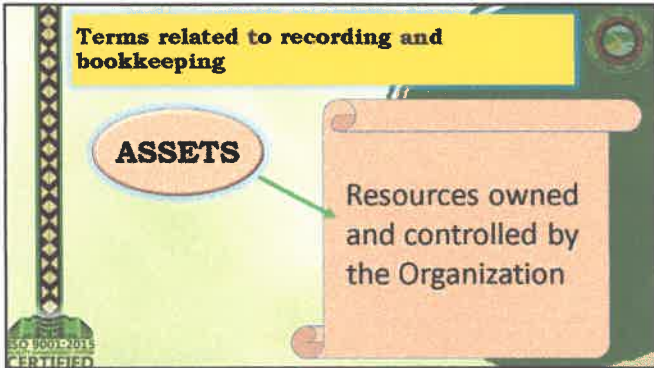 Terms related to recording and
bookkeeping
ASSETS
Resources owned
and controlled by
the Organization
ISO 9001:2015
CERTIFIED